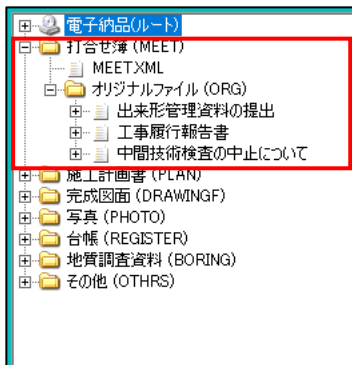 電子納品(ルート)
打合せ簿 (MEET)
MEET.XML
オリジナルファイル (ORG)
出来形管理資料の提出
工事履行報告書
中間技術検査の中止について
施工計画書 (PLAN)
完成図面 (DRAWINGF)
写真 (PHOTO)
台帳 (REGISTER)
地質調査資料 (BORING)
その他 (OTHRS)